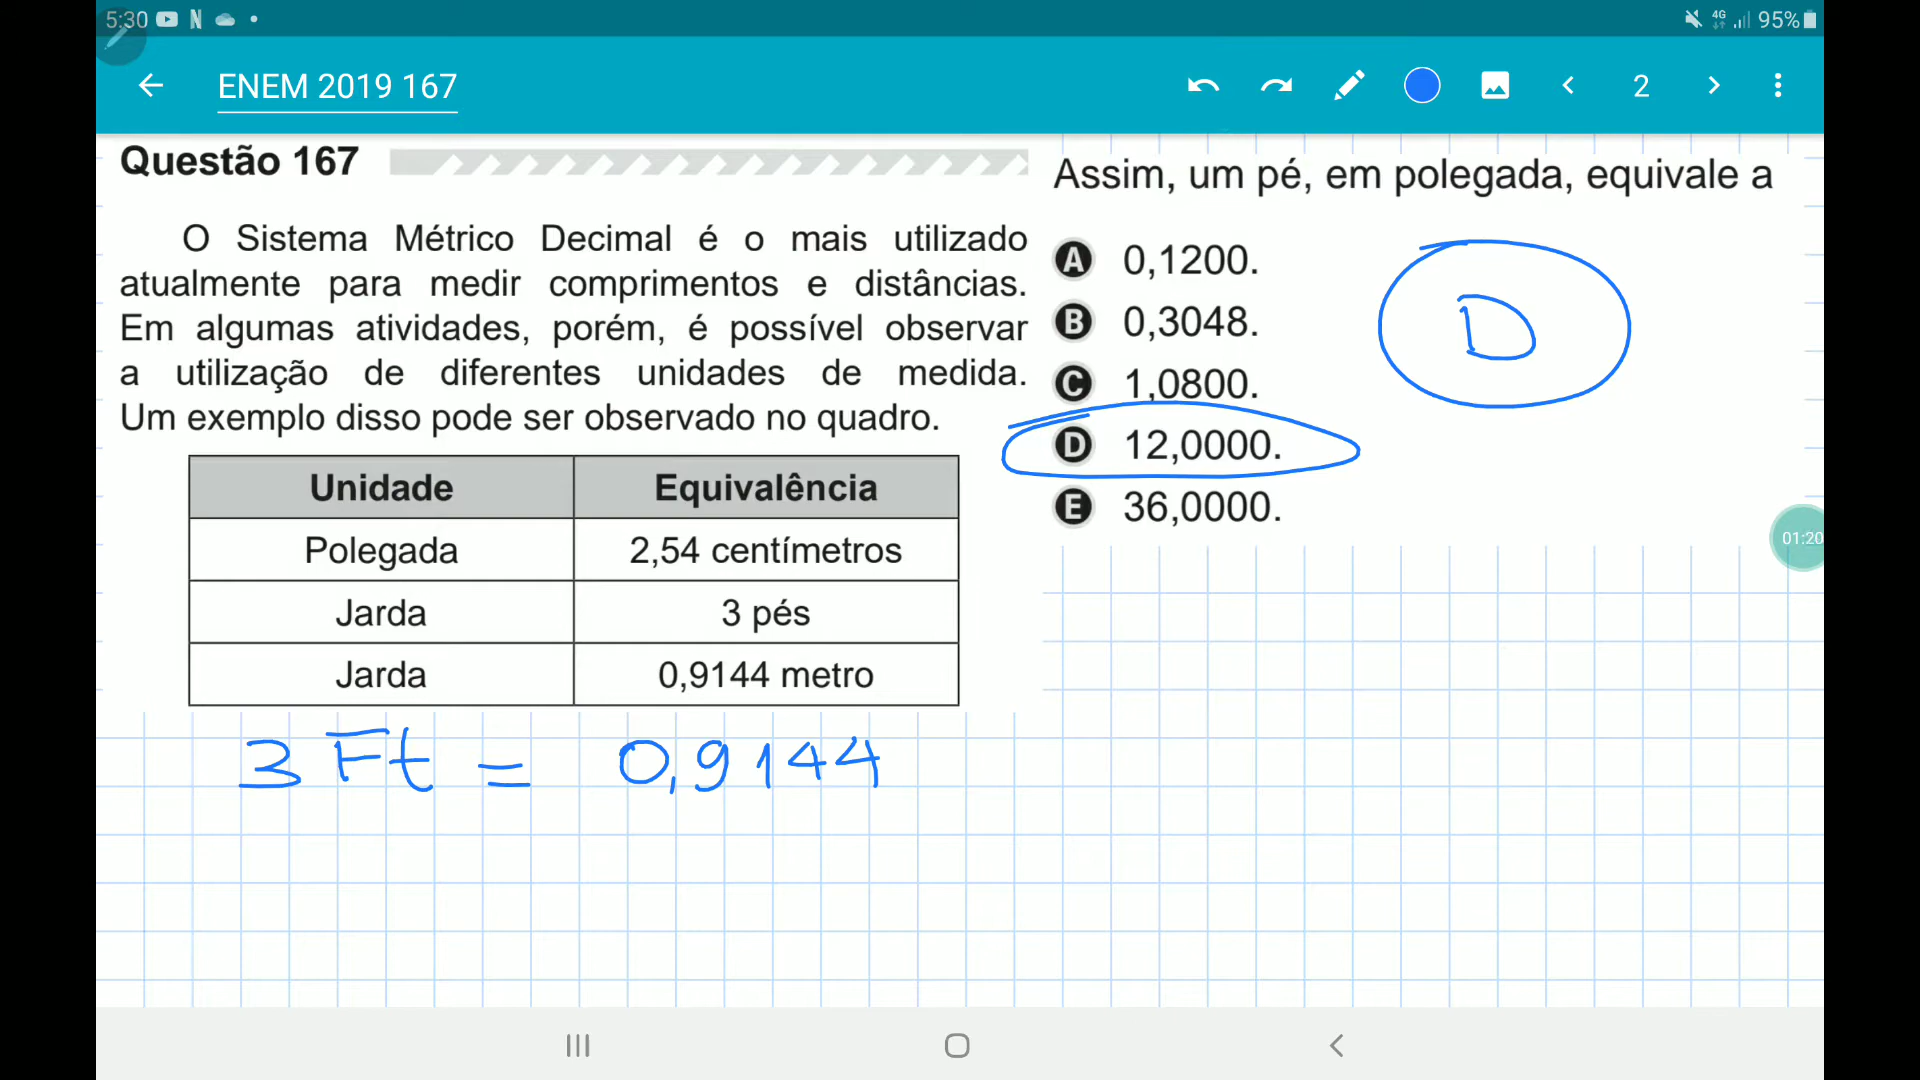 5:30
4G 95%
ENEM 2019 167
2
Questão 167
O Sistema Métrico Decimal é o mais utilizado
atualmente para medir comprimentos e distâncias.
Em algumas atividades, porém, é possível observar
a utilização de diferentes unidades de medida.
Um exemplo disso pode ser observado no quadro.
Unidade Equivalência
Polegada 2,54 centímetros
Jarda 3 pés
Jarda 0,9144 metro
3 Ft = 0,9144
Assim, um pé, em polegada, equivale a
A 0,1200.
B 0,3048.
C 1,0800.
D 12,0000.
E 36,0000.
D
01:20